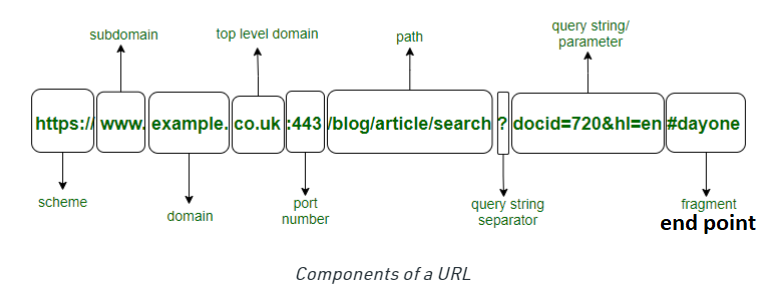 subdomain
top level domain
path
query string/
parameter
https:// www. example. co.uk :443 /blog/article/search ? docid=720&hl=en #dayone
scheme
domain
port
number
query string
separator
fragment
end point
Components of a URL